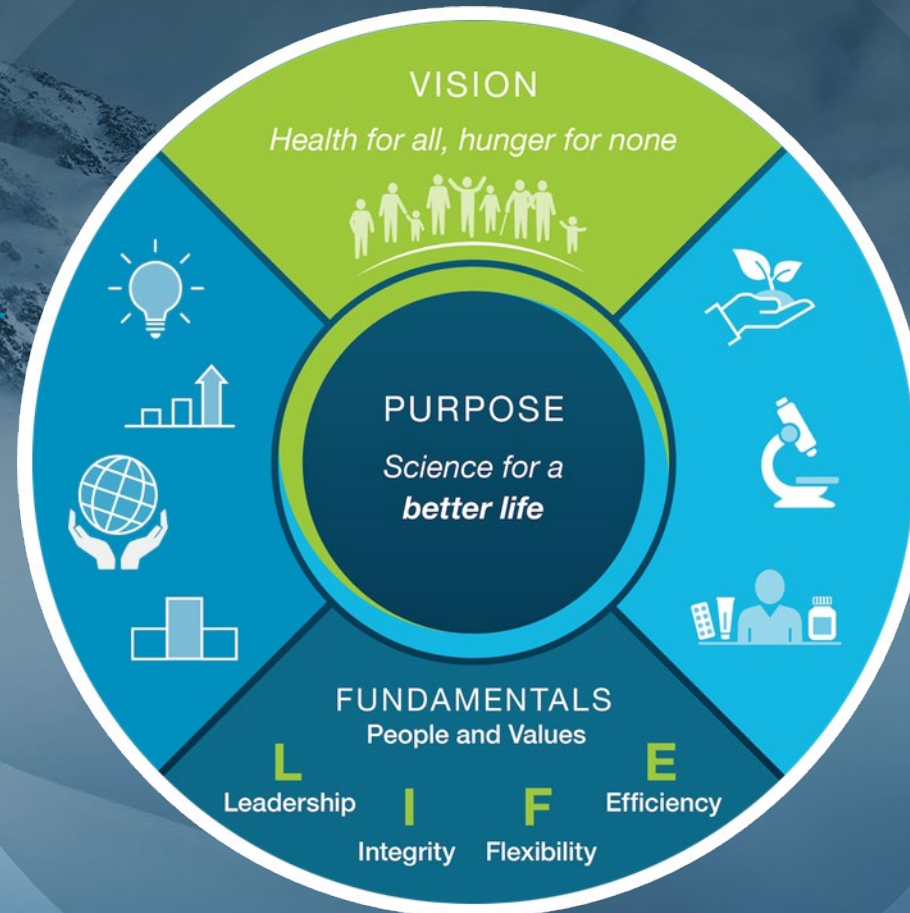 VISION
Health for all, hunger for none
PURPOSE
Science for a
better life
FUNDAMENTALS
People and Values
L
Leadership
I
Integrity
F
Flexibility
E
Efficiency